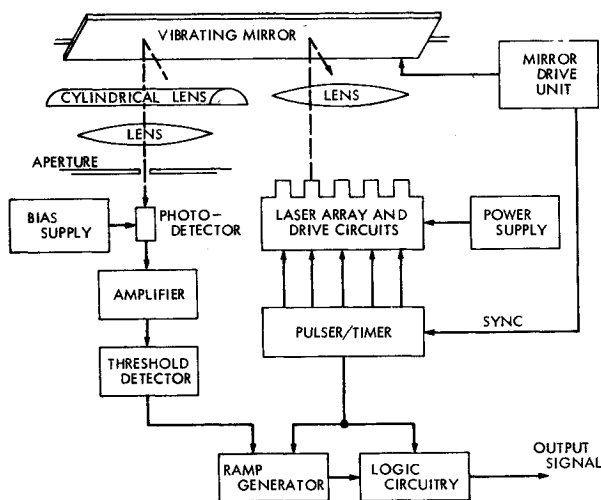 VIBRATING MIRROR
MIRROR
DRIVE
UNIT
CYLINDRICAL LENS
LENS
LENS
APERTURE
BIAS
SUPPLY
PHOTO-
DETECTOR
LASER ARRAY AND
DRIVE CIRCUITS
POWER
SUPPLY
AMPLIFIER
PULSER/TIMER
SYNC
THRESHOLD
DETECTOR
RAMP
GENERATOR
LOGIC
CIRCUITRY
OUTPUT
SIGNAL